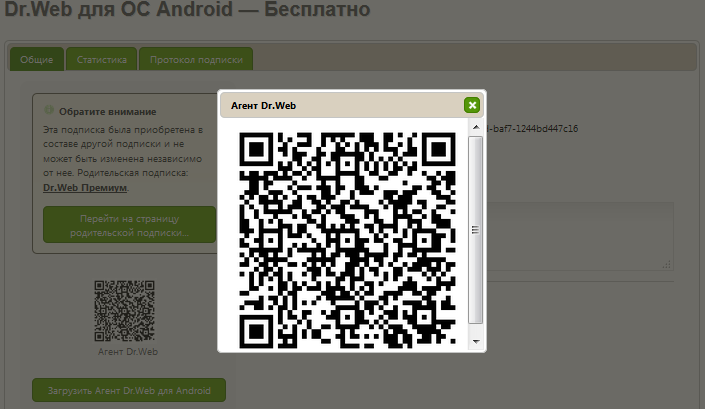 Dr.Web для ОС Android — Бесплатно
Общие
Статистика
Протокол подписки
Обратите внимание
Эта подписка была приобретена в
составе другой подписки и не
может быть изменена независимо
от нее. Родительская подписка:
Dr.Web Премиум.
Перейти на страницу
родительской подписки...
Агент Dr.Web
Загрузить Агент Dr.Web для Android
Агент Dr.Web
-baf7-1244bd447c16